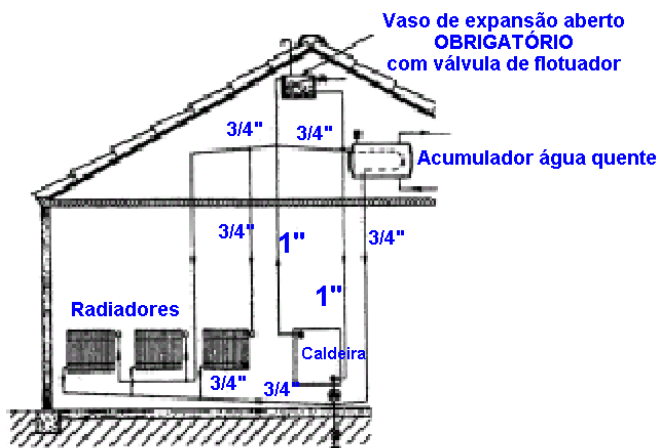 Vaso de expansão aberto
OBRIGATÓRIO
com válvula de flotuador
3/4" 3/4"
Acumulador água quente
3/4" 1" 3/4"
1"
Radiadores
Caldeira
3/4" 3/4"